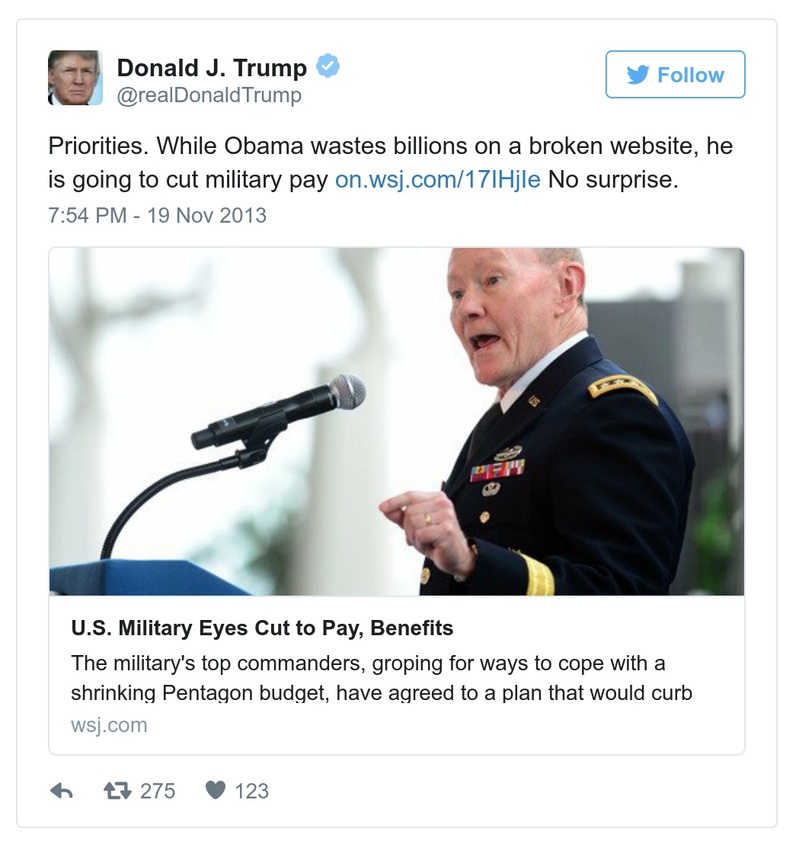 Donald J. Trump
@realDonaldTrump
Follow
Priorities. While Obama wastes billions on a broken website, he
is going to cut military pay on.wsj.com/17IHjle No surprise.
7:54 PM - 19 Nov 2013
US
U.S. Military Eyes Cut to Pay, Benefits
The military's top commanders, groping for ways to cope with a
shrinking Pentagon budget, have agreed to a plan that would curb
wsj.com
275
123